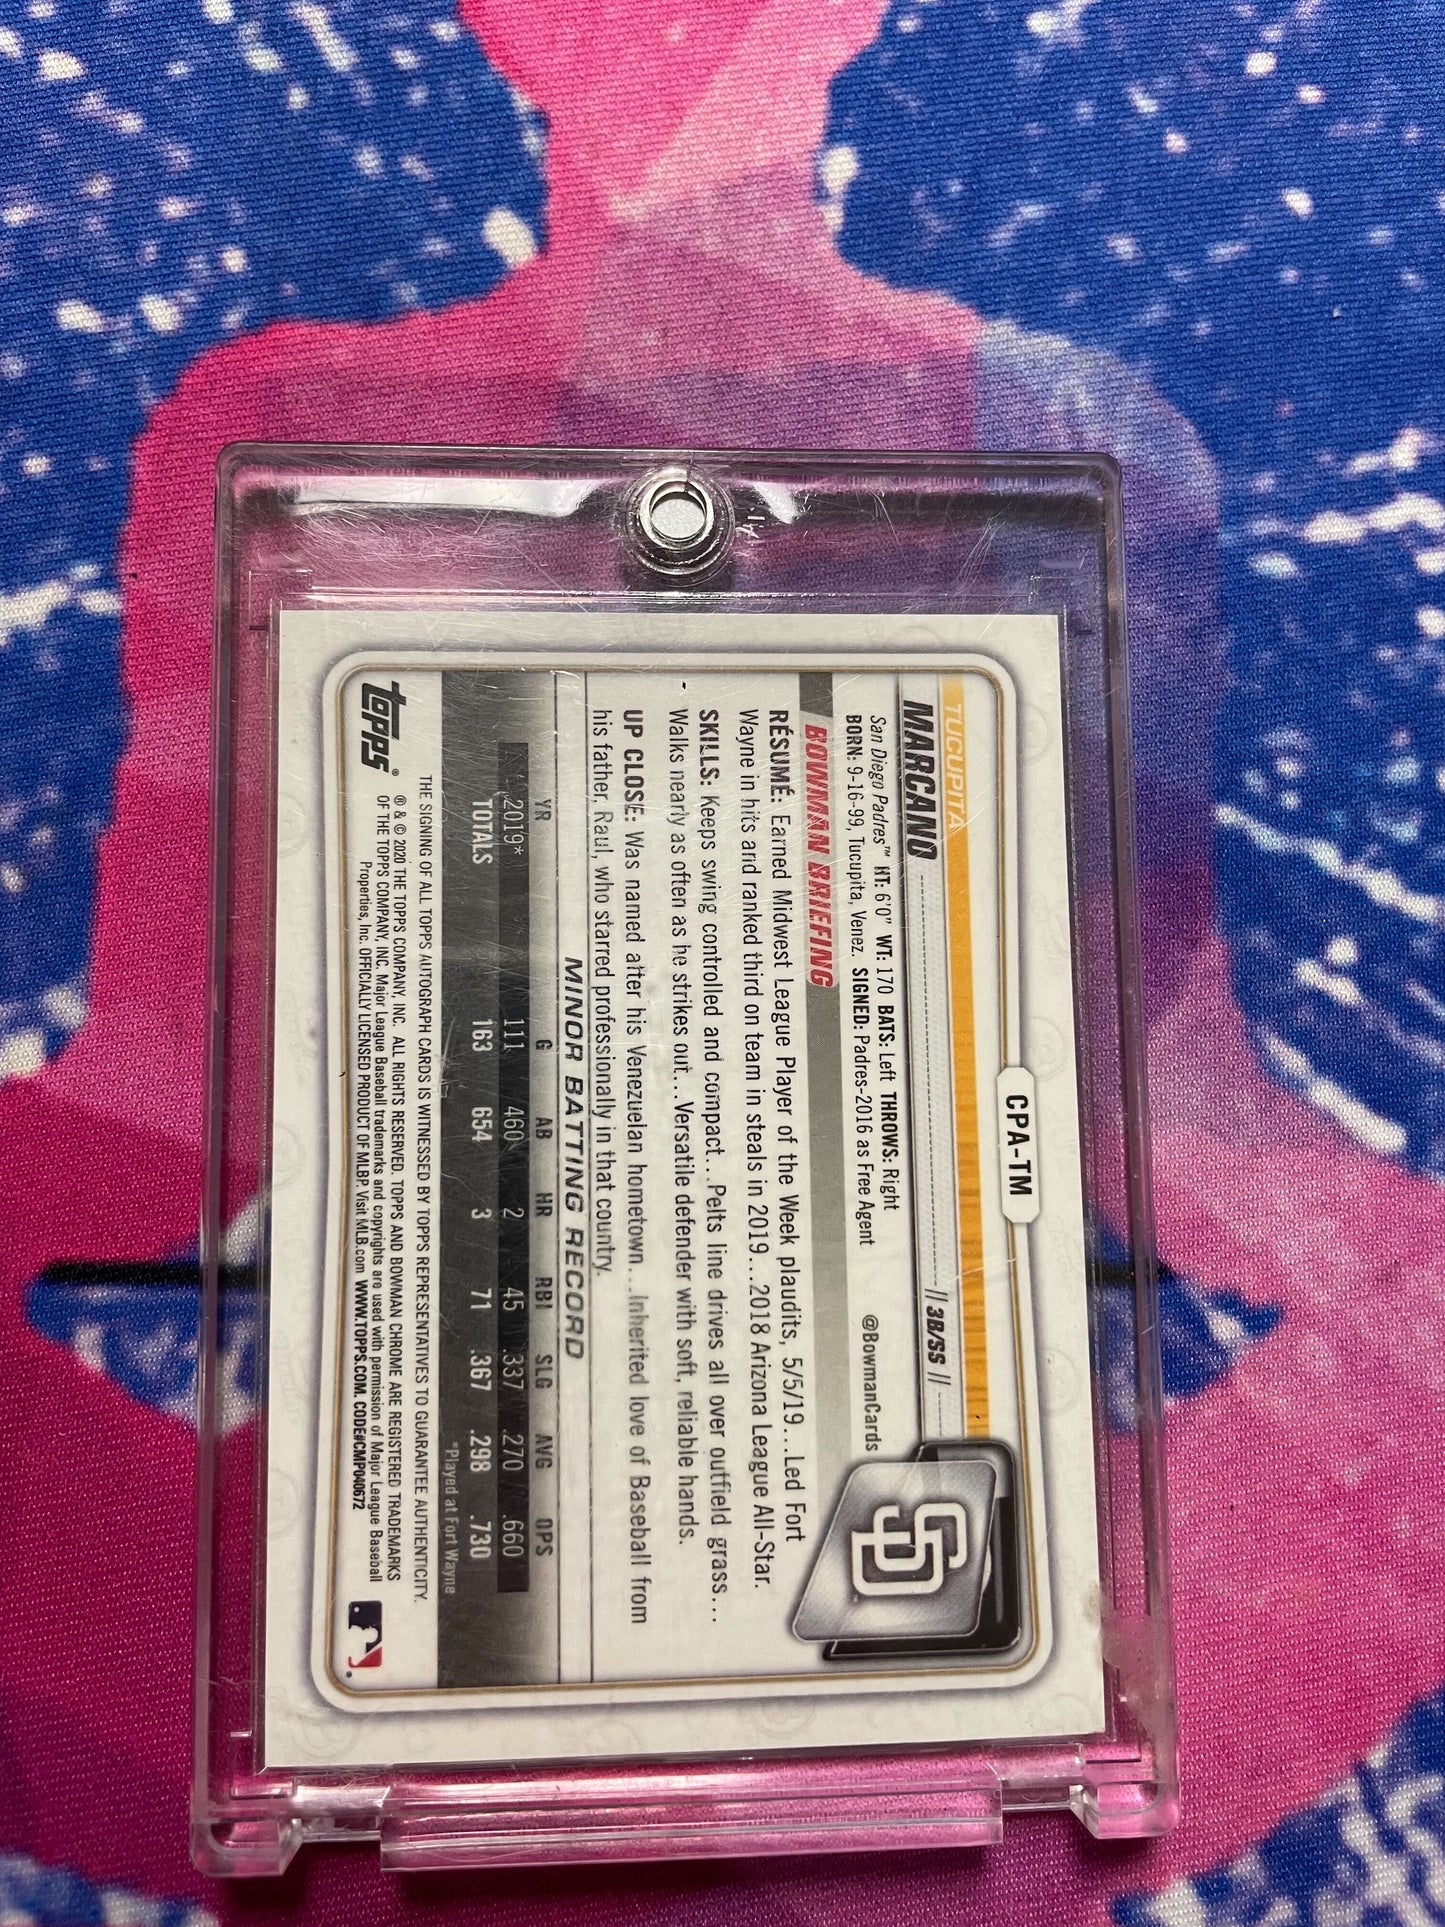 CPA-TM
TUCUPITA
MARCANO || 3B/SS ||
San Diego Padres™ HT: 6'0" WT: 170 BATS: Left THROWS: Right
BORN: 9-16-99, Tucupita, Venez. SIGNED: Padres-2016 as Free Agent
@BowmanCards
SD
BOWMAN BRIEFING
RÉSUMÉ: Earned Midwest League Player of the Week plaudits, 5/5/19...Led Fort
Wayne in hits and ranked third on team in steals in 2019...2018 Arizona League All-Star.
SKILLS: Keeps swing controlled and compact...Pelts line drives all over outfield grass...
Walks nearly as often as he strikes out...Versatile defender with soft, reliable hands.
UP CLOSE: Was named after his Venezuelan hometown...Inherited love of Baseball from
his father, Raul, who starred professionally in that country.
MINOR BATTING RECORD
YR G AB HR RBI SLG AVG OPS
2019* 111 460 2 45 .337 .270 .660
TOTALS 163 654 3 71 .367 .298 .730
*Played at Fort Wayne
THE SIGNING OF ALL TOPPS AUTOGRAPH CARDS IS WITNESSED BY TOPPS REPRESENTATIVES TO GUARANTEE AUTHENTICITY.
topps®
® & © 2020 THE TOPPS COMPANY, INC. ALL RIGHTS RESERVED. TOPPS AND BOWMAN CHROME ARE REGISTERED TRADEMARKS
OF THE TOPPS COMPANY, INC. Major League Baseball trademarks and copyrights are used with permission of Major League Baseball
Properties, Inc. OFFICIALLY LICENSED PRODUCT OF MLBP. Visit MLB.com WWW.TOPPS.COM. CODE#CMP040672